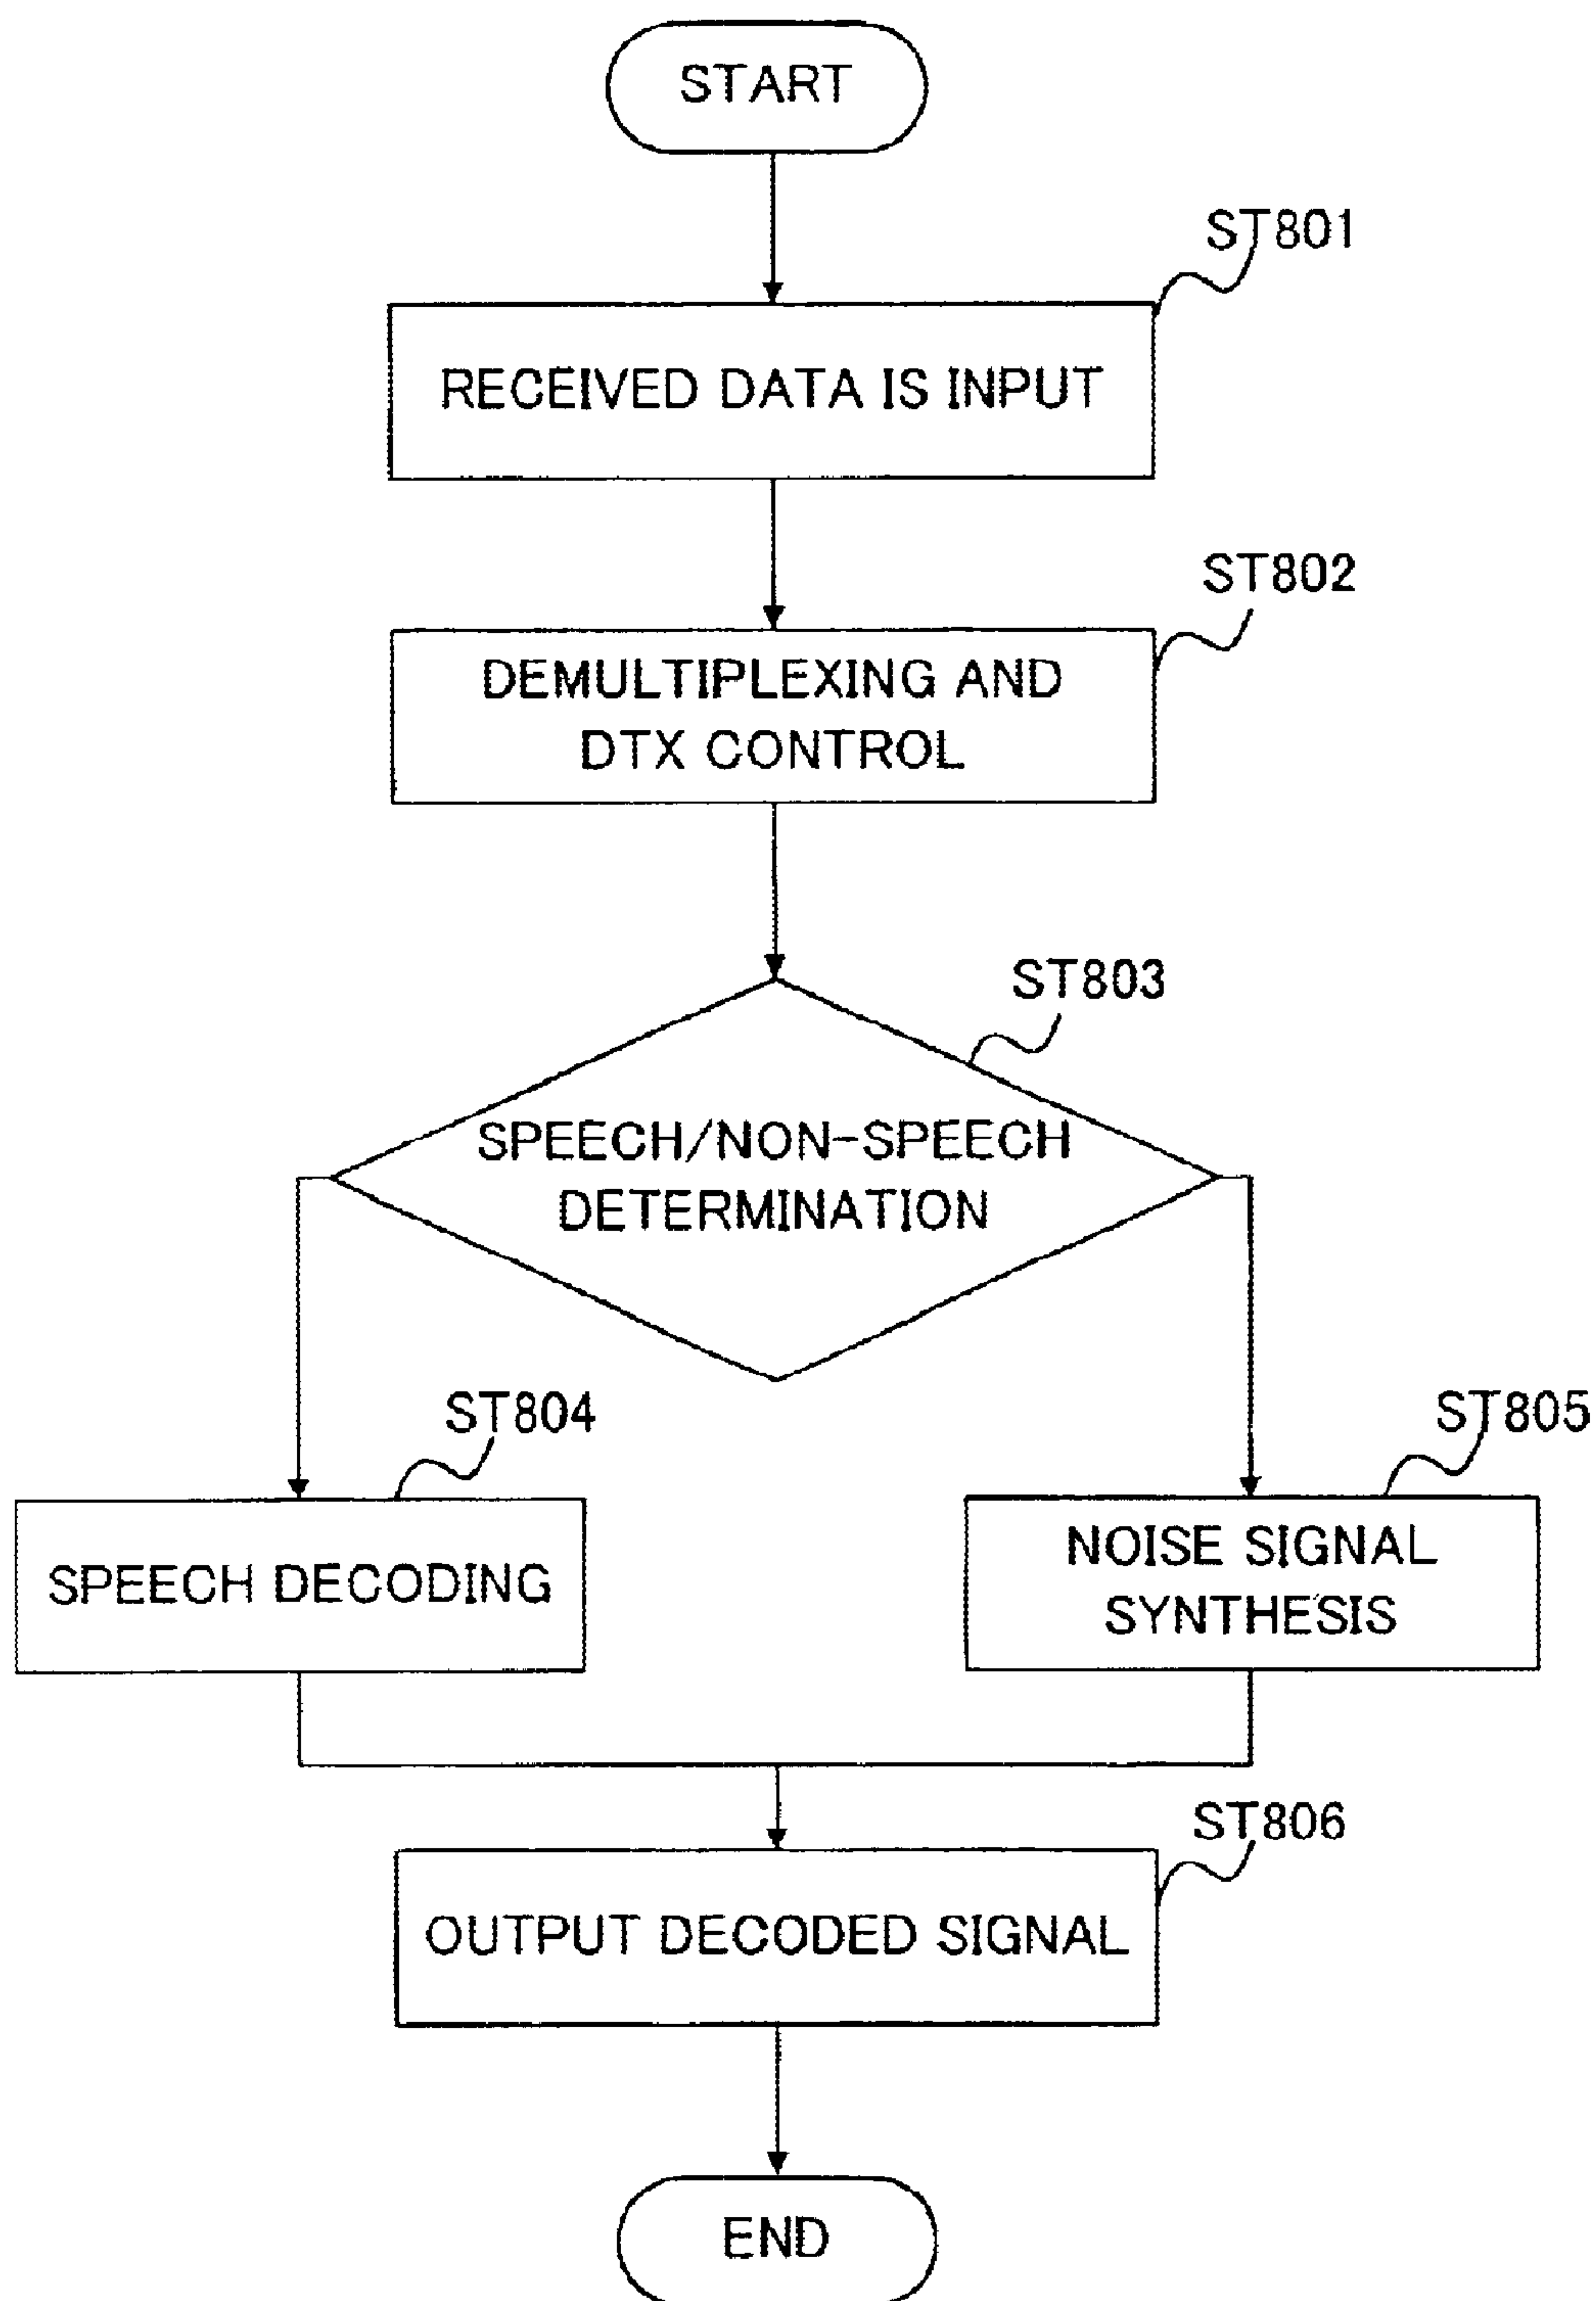 START
ST801
RECEIVED DATA IS INPUT
ST802
DEMULTIPLEXING AND
DTX CONTROL
ST803
SPEECH/NON-SPEECH
DETERMINATION
ST804
ST805
SPEECH DECODING
NOISE SIGNAL
SYNTHESIS
ST806
OUTPUT DECODED SIGNAL
END